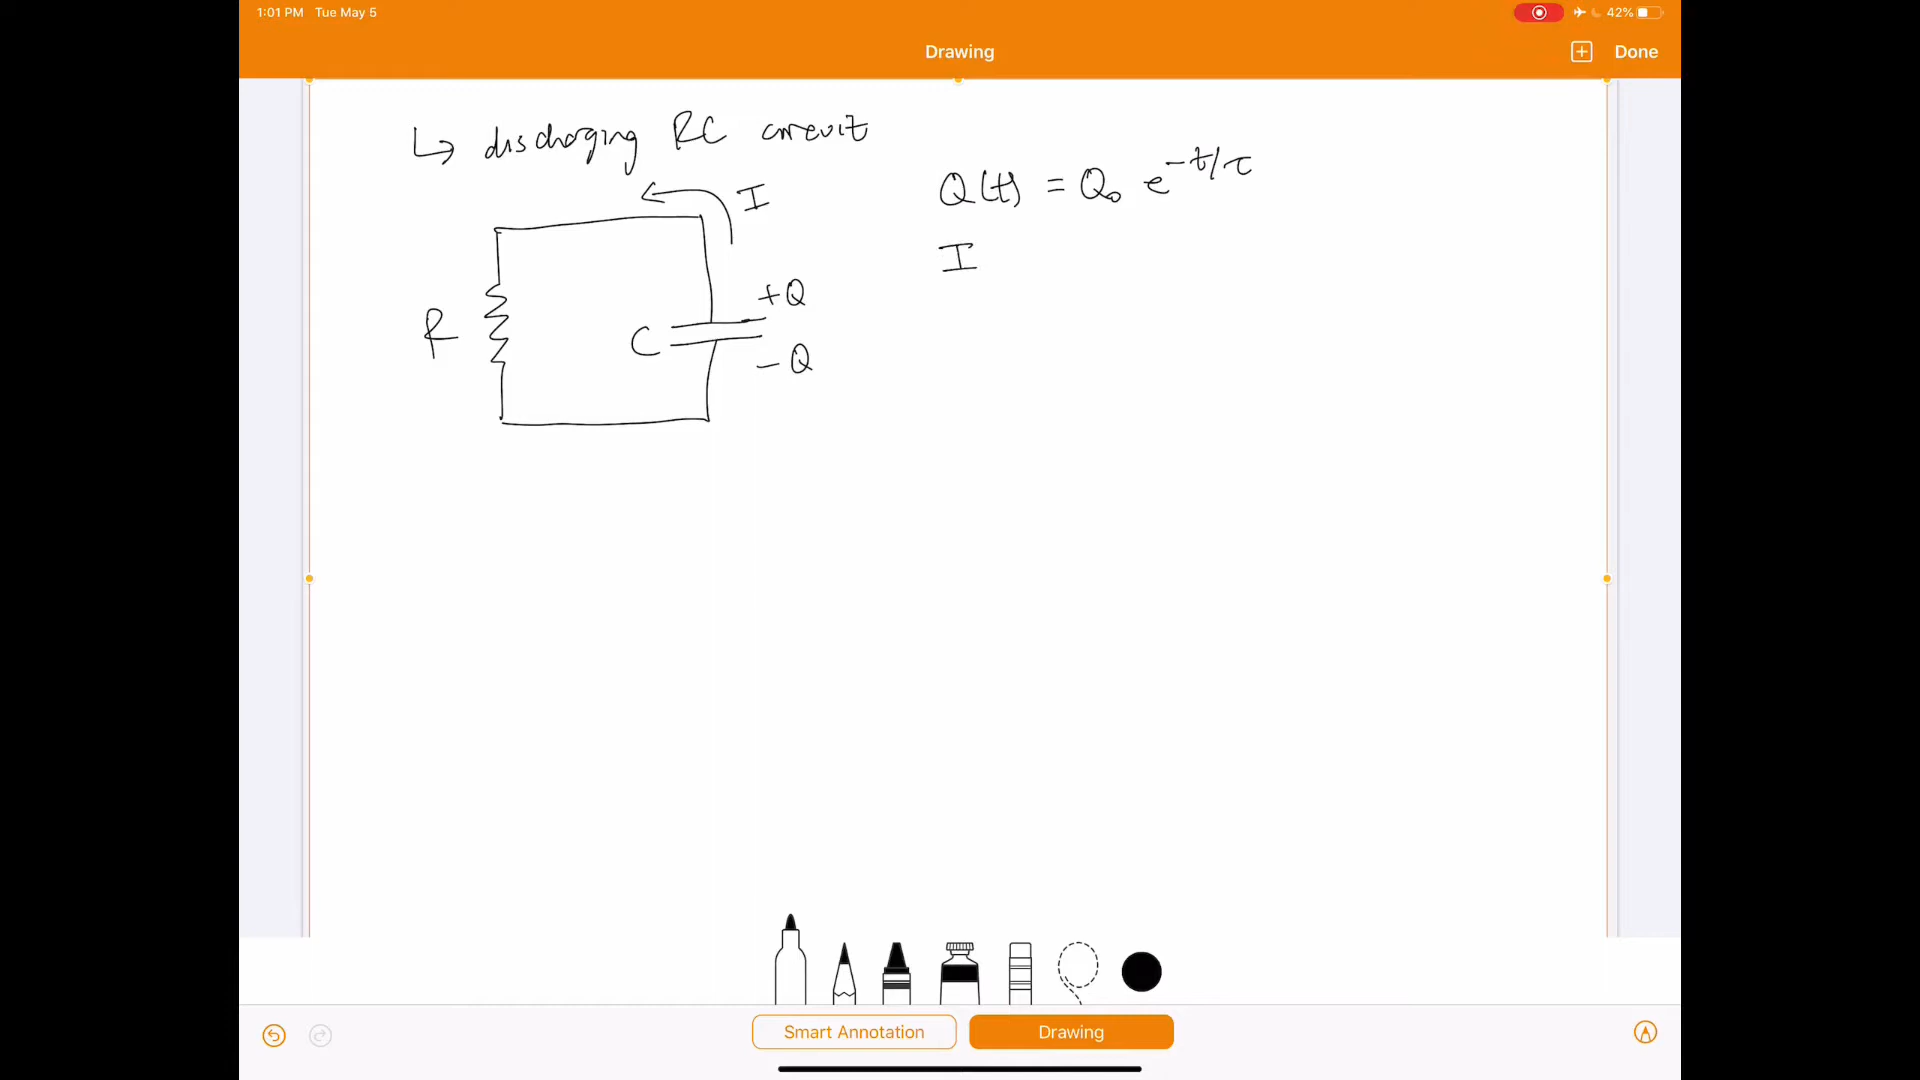 1:01 PM Tue May 5
42%
Drawing
Done
↳ discharging RC circuit
I
Q(t) = Q₀ e^{-t/τ}
I
+Q
R
C
-Q
Smart Annotation
Drawing